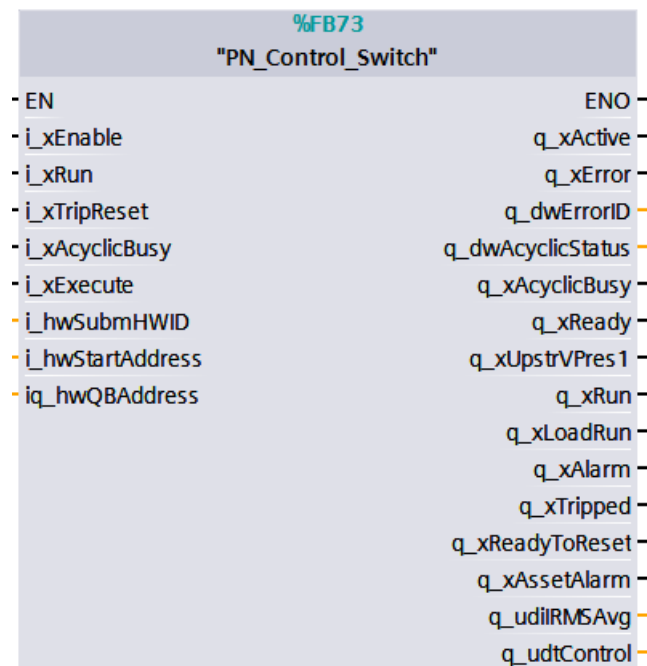 %FB73
"PN_Control_Switch"
EN ENO
i_xEnable q_xActive
i_xRun q_xError
i_xTripReset q_dwErrorID
i_xAcyclicBusy q_dwAcyclicStatus
i_xExecute q_xAcyclicBusy
i_hwSubmHWID q_xReady
i_hwStartAddress q_xUpstrVPres1
iq_hwQBAddress q_xRun
q_xLoadRun
q_xAlarm
q_xTripped
q_xReadyToReset
q_xAssetAlarm
q_udiIRMSAvg
q_udtControl